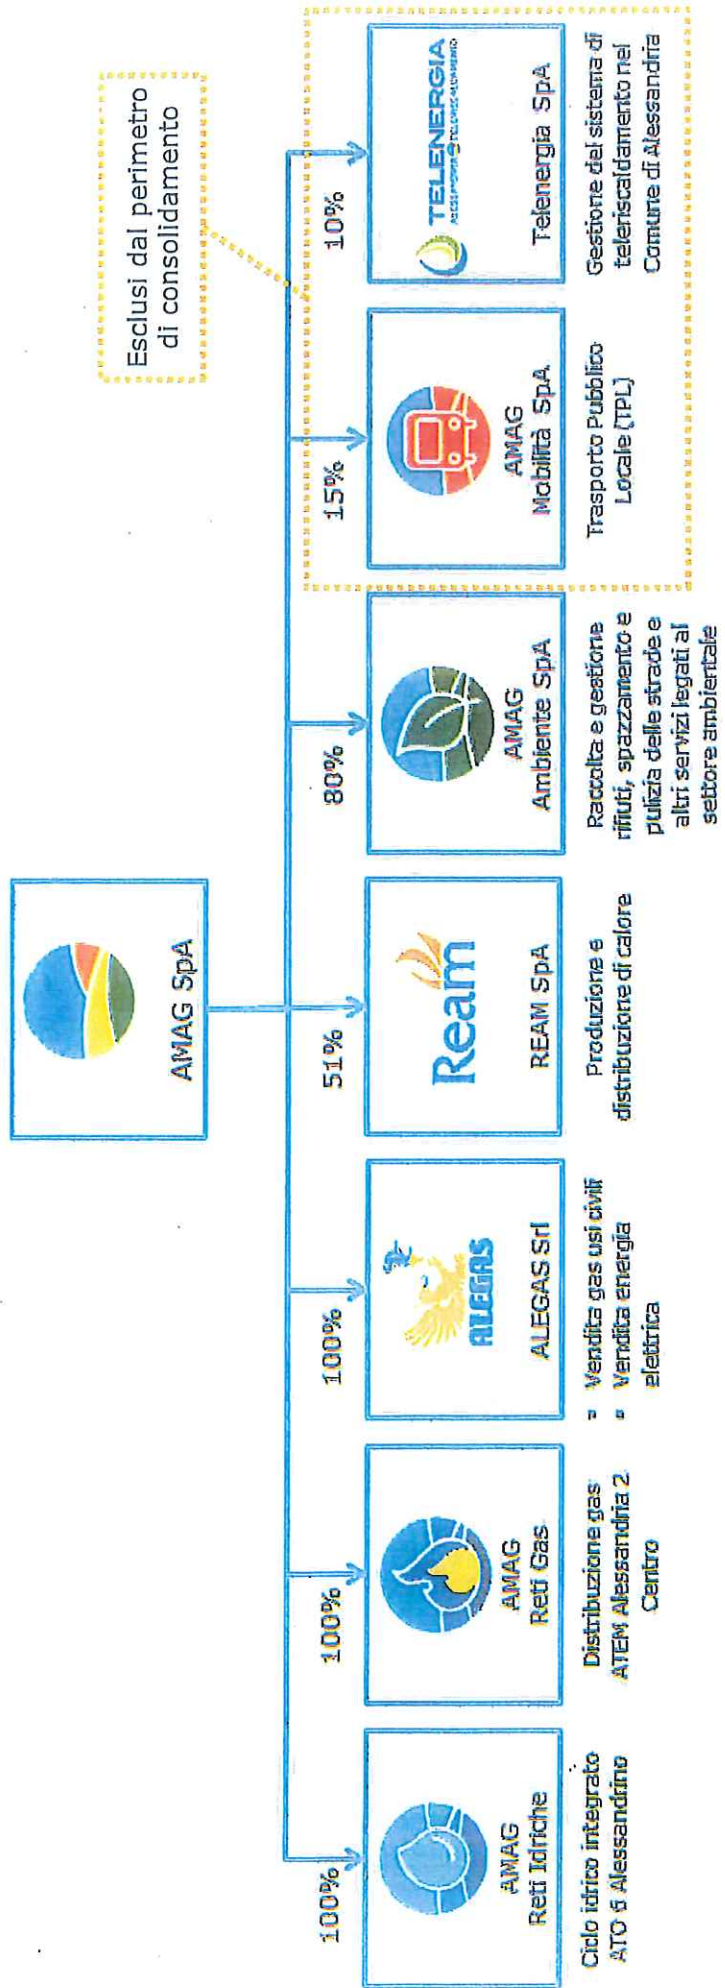 Esclusi dal perimetro
di consolidamento
AMAG SpA
100%
100%
100%
51%
80%
15%
10%
AMAG
Reti Idriche
Ciclo idrico integrato
ATO 6 Alessandrino
AMAG
Reti Gas
Distribuzione gas
ATEM Alessandria 2
Centro
ALEGAS
ALEGAS Srl
▫ Vendita gas usi civili
▫ Vendita energia
elettrica
Ream
REAM SpA
Produzione e
distribuzione di calore
AMAG
Ambiente SpA
Raccolta e gestione
rifiuti, spazzamento e
pulizia delle strade e
altri servizi legati al
settore ambientale
AMAG
Mobilità SpA
Trasporto Pubblico
Locale (TPL)
TELENERGIA
ALESSANDRIA TELERISCALDAMENTO
Telenergia SpA
Gestione del sistema di
teleriscaldamento nel
Comune di Alessandria